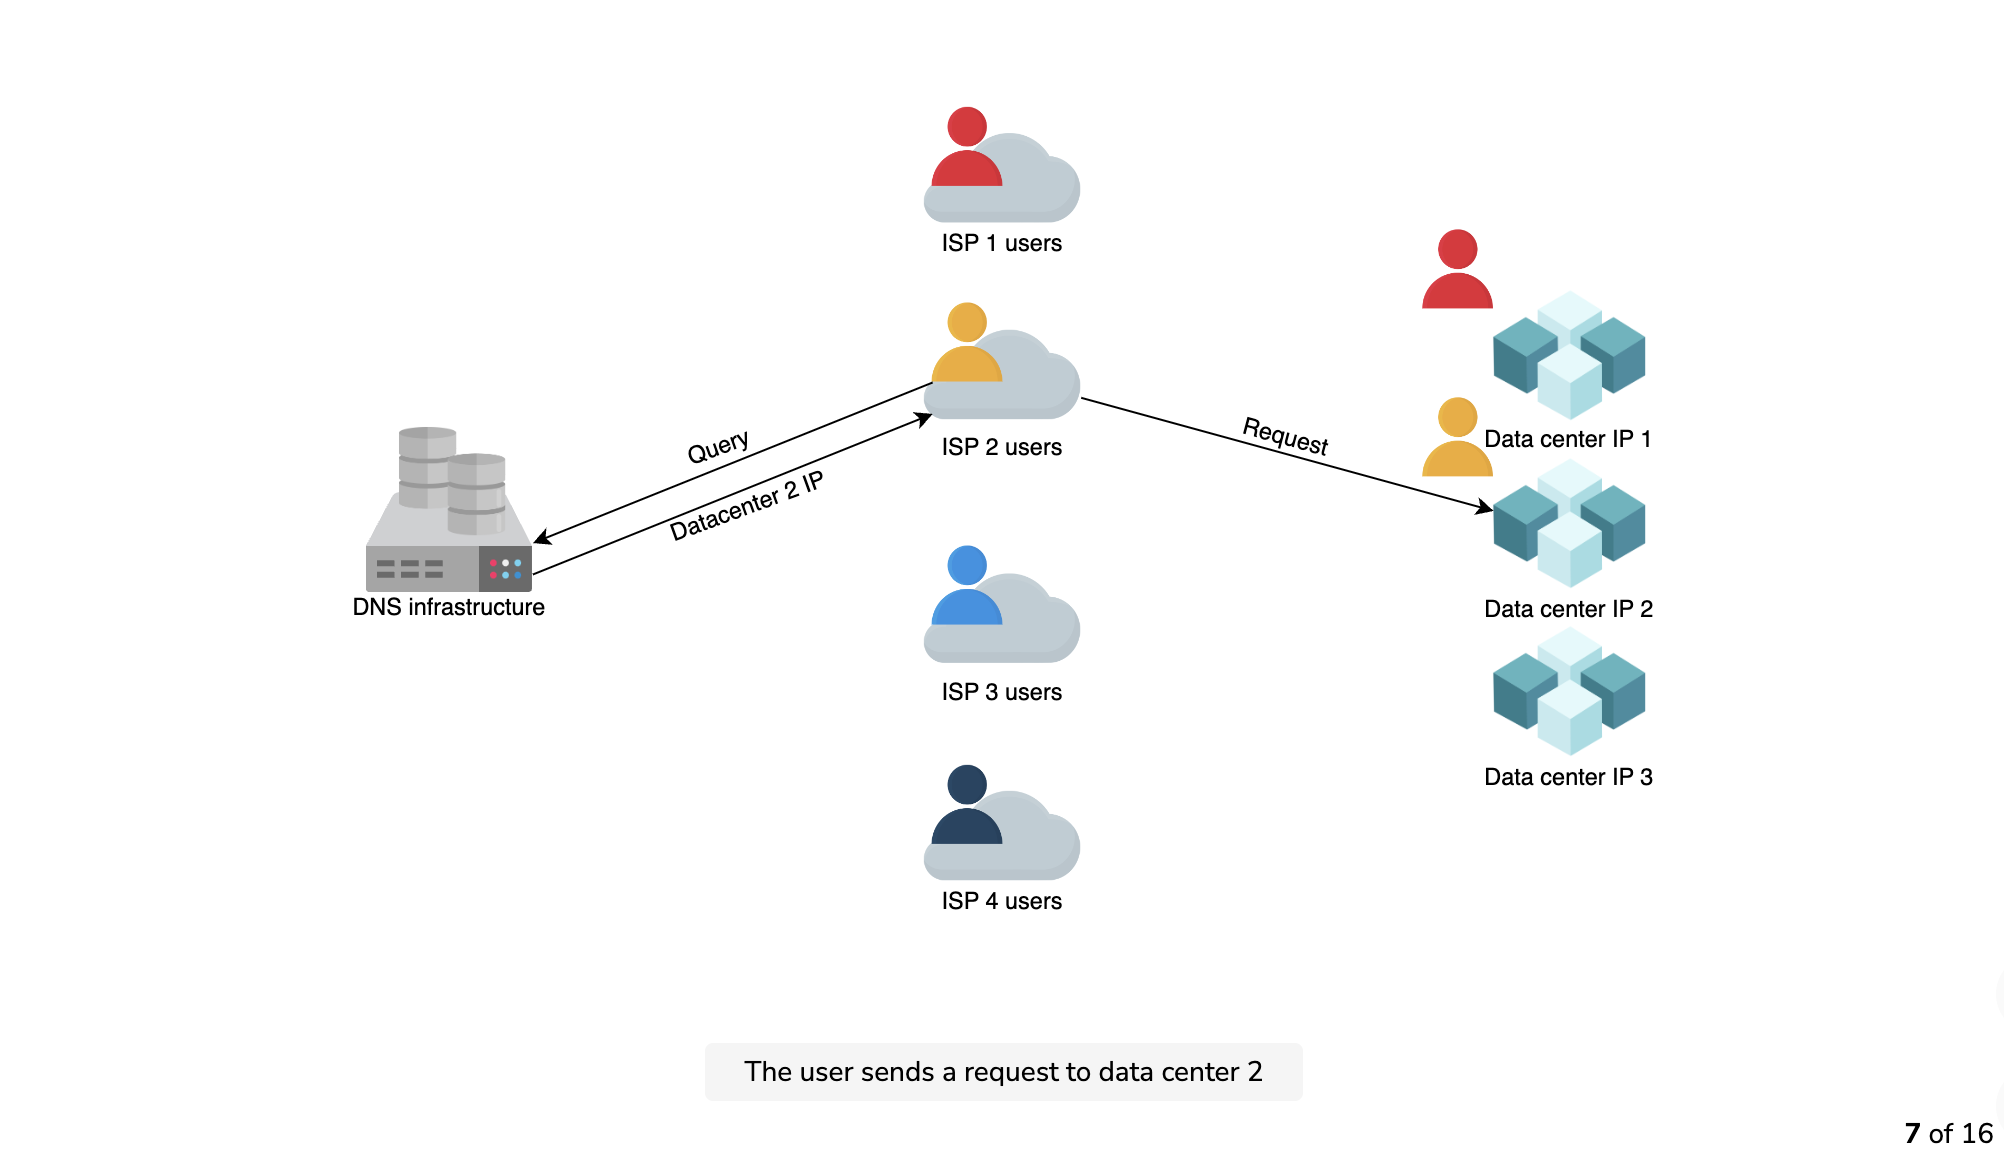 ISP 1 users
ISP 2 users
Query
Datacenter 2 IP
Request
Data center IP 1
DNS infrastructure
Data center IP 2
ISP 3 users
Data center IP 3
ISP 4 users
The user sends a request to data center 2
7 of 16